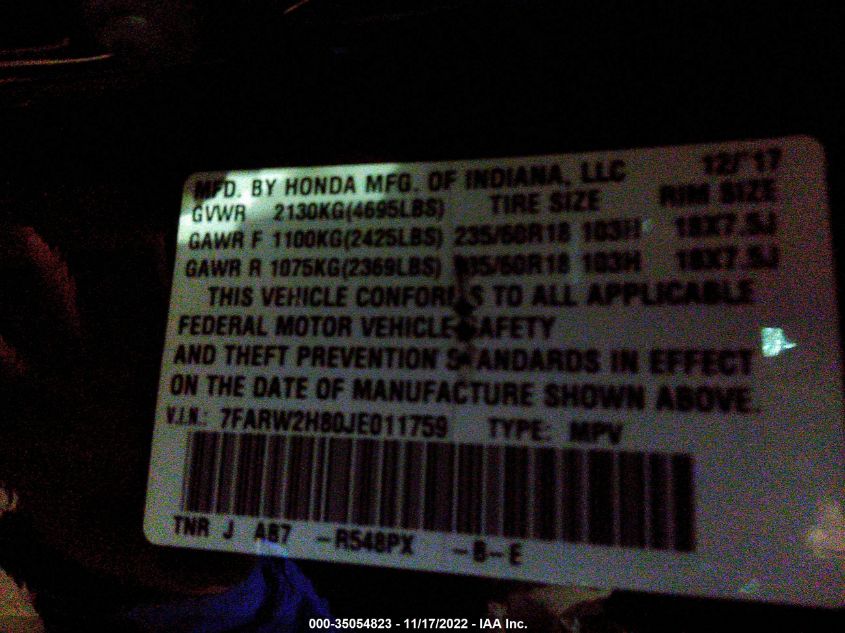 MFD. BY HONDA MFG. OF INDIANA, LLC 12/'17
GVWR 2130KG(4695LBS) TIRE SIZE RIM SIZE
GAWR F 1100KG(2425LBS) 235/60R18 103H 18X7.5J
GAWR R 1075KG(2369LBS) 235/60R18 103H 18X7.5J
THIS VEHICLE CONFORMS TO ALL APPLICABLE
FEDERAL MOTOR VEHICLE SAFETY
AND THEFT PREVENTION STANDARDS IN EFFECT
ON THE DATE OF MANUFACTURE SHOWN ABOVE.
V.I.N.: 7FARW2H80JE011759 TYPE: MPV
TNR J A87 -R548PX -B-E
000-35054823 - 11/17/2022 - IAA Inc.